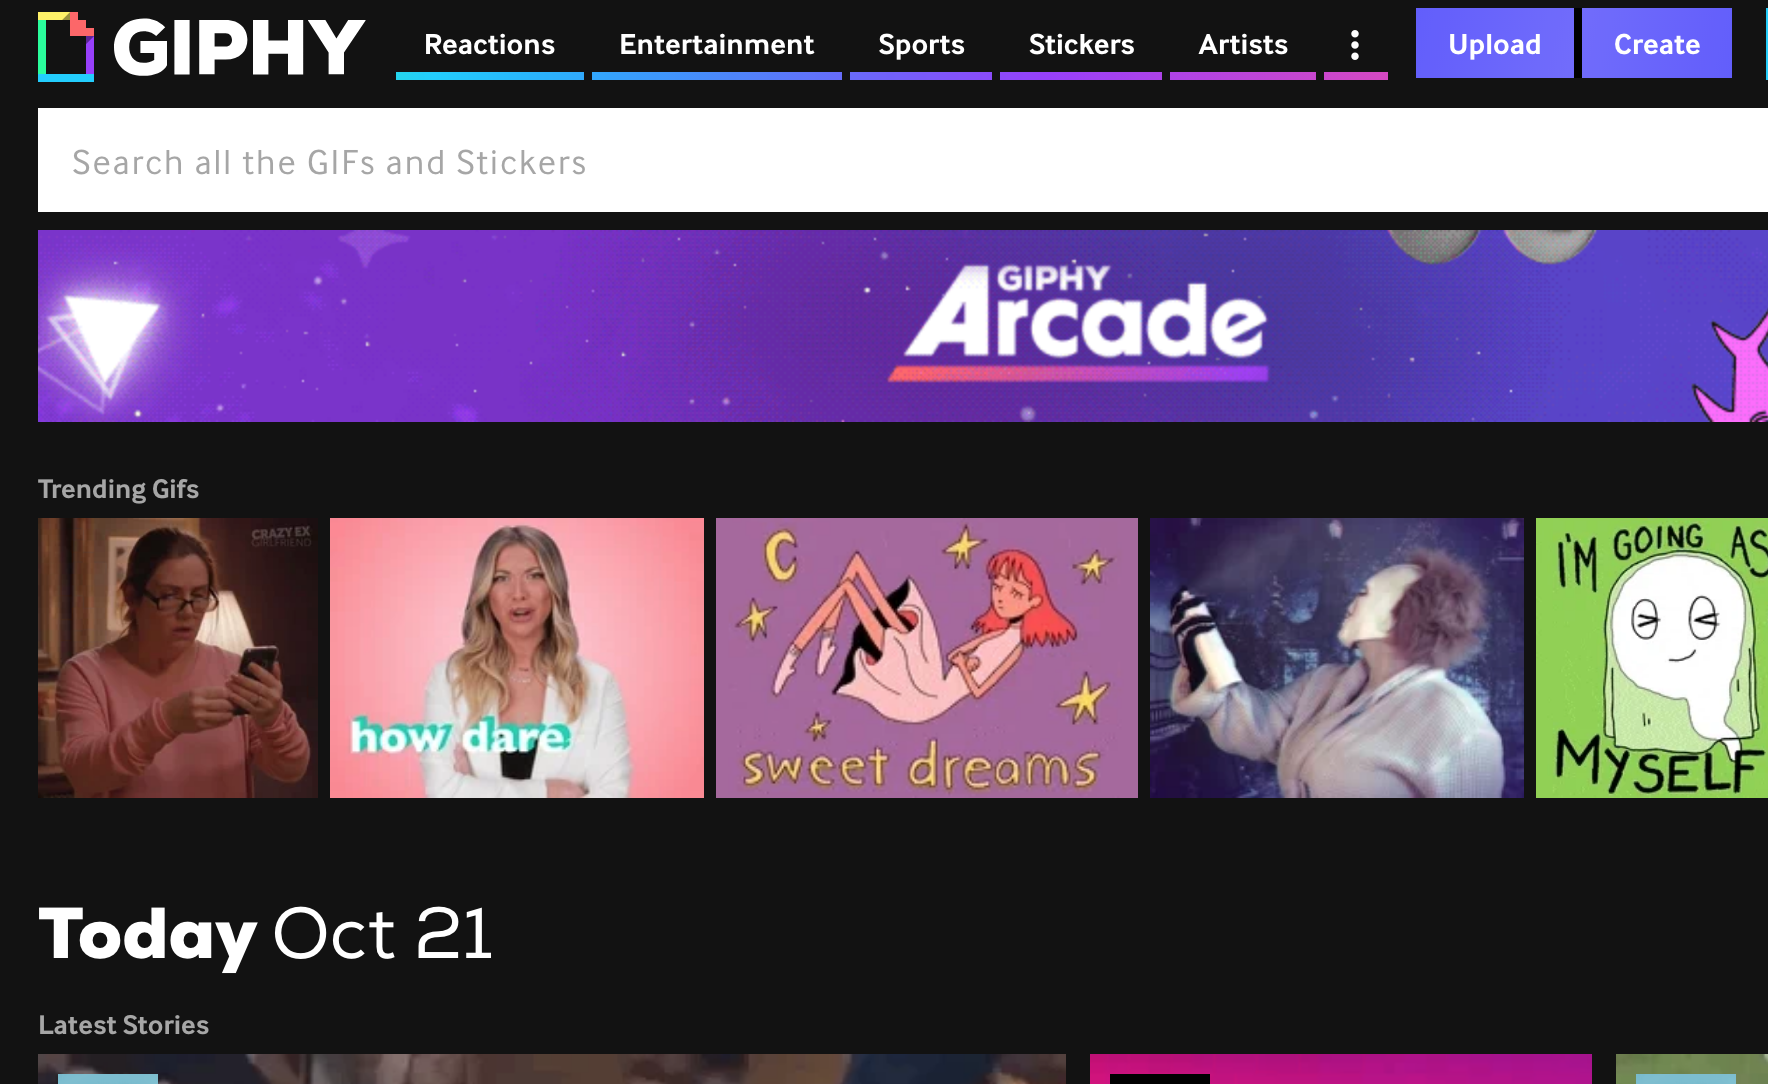 GIPHY
Reactions
Entertainment
Sports
Stickers
Artists
Upload
Create
Search all the GIFs and Stickers
GIPHY
Arcade
Trending Gifs
CRAZY EX
GIRLFRIEND
how dare
sweet dreams
I'M GOING AS
MYSELF
Today Oct 21
Latest Stories